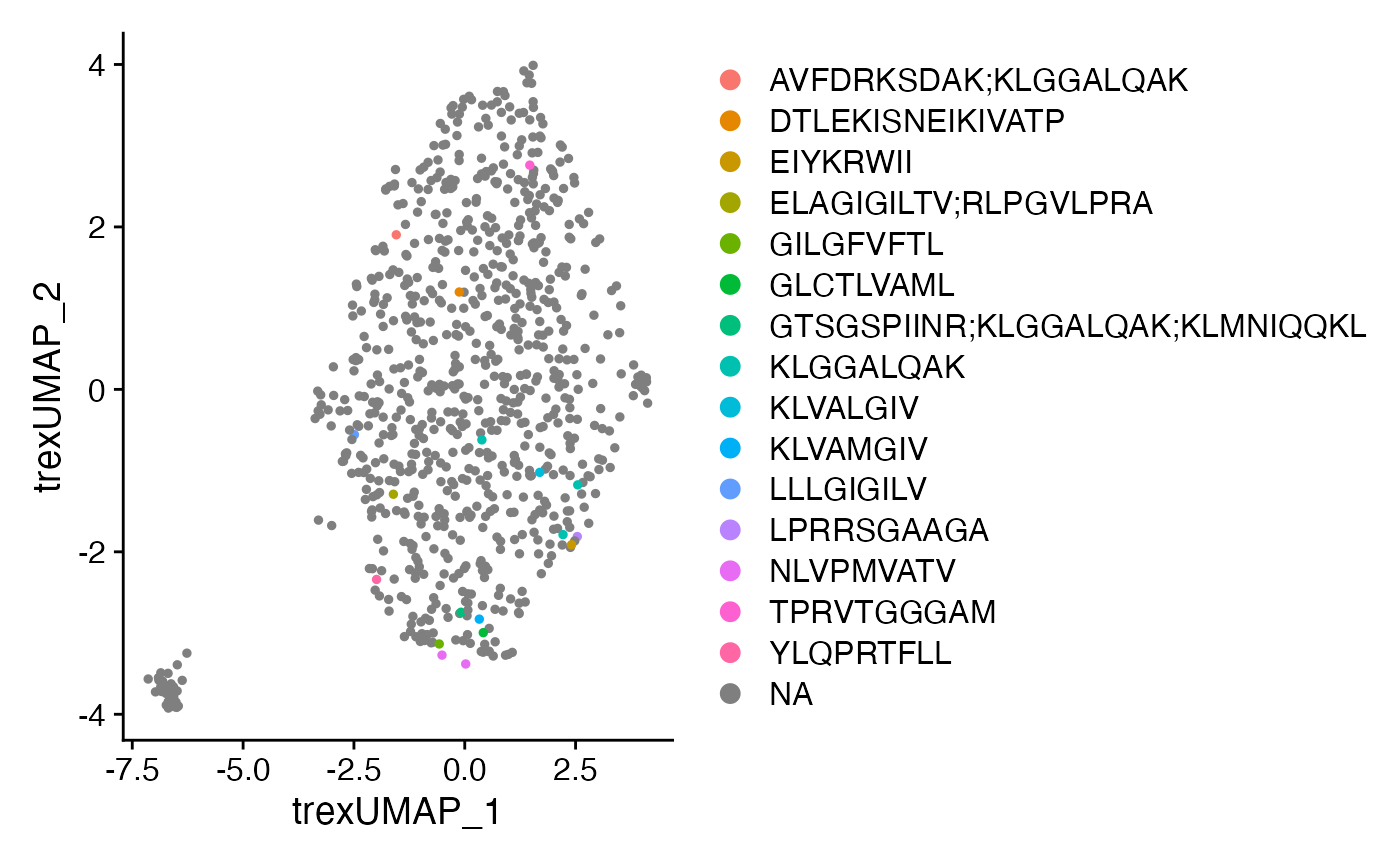 4
2
0
-2
-4
trexUMAP_2
-7.5 -5.0 -2.5 0.0 2.5
trexUMAP_1
AVFDRKSDAK;KLGGALQAK
DTLEKISNEIKIVATP
EIYKRWII
ELAGIGILTV;RLPGVLPRA
GILGFVFTL
GLCTLVAML
GTSGSPIINR;KLGGALQAK;KLMNIQQKL
KLGGALQAK
KLVALGIV
KLVAMGIV
LLLGIGILV
LPRRSGAAGA
NLVPMVATV
TPRVTGGGAM
YLQPRTFLL
NA